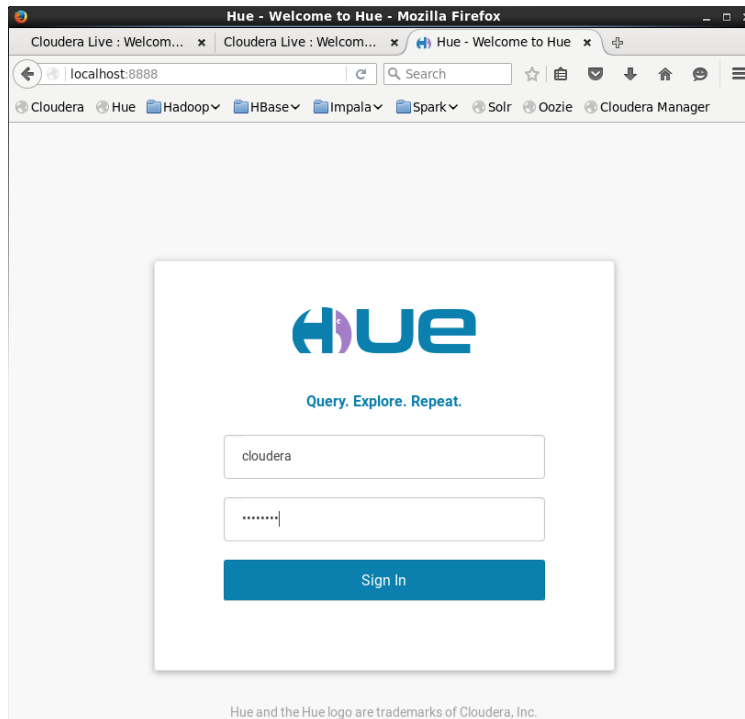 Hue - Welcome to Hue - Mozilla Firefox
Cloudera Live : Welcom... Cloudera Live : Welcom... Hue - Welcome to Hue
localhost:8888 Search
Cloudera Hue Hadoop HBase Impala Spark Solr Oozie Cloudera Manager
HUE
Query. Explore. Repeat.
cloudera
••••••••
Sign In
Hue and the Hue logo are trademarks of Cloudera, Inc.